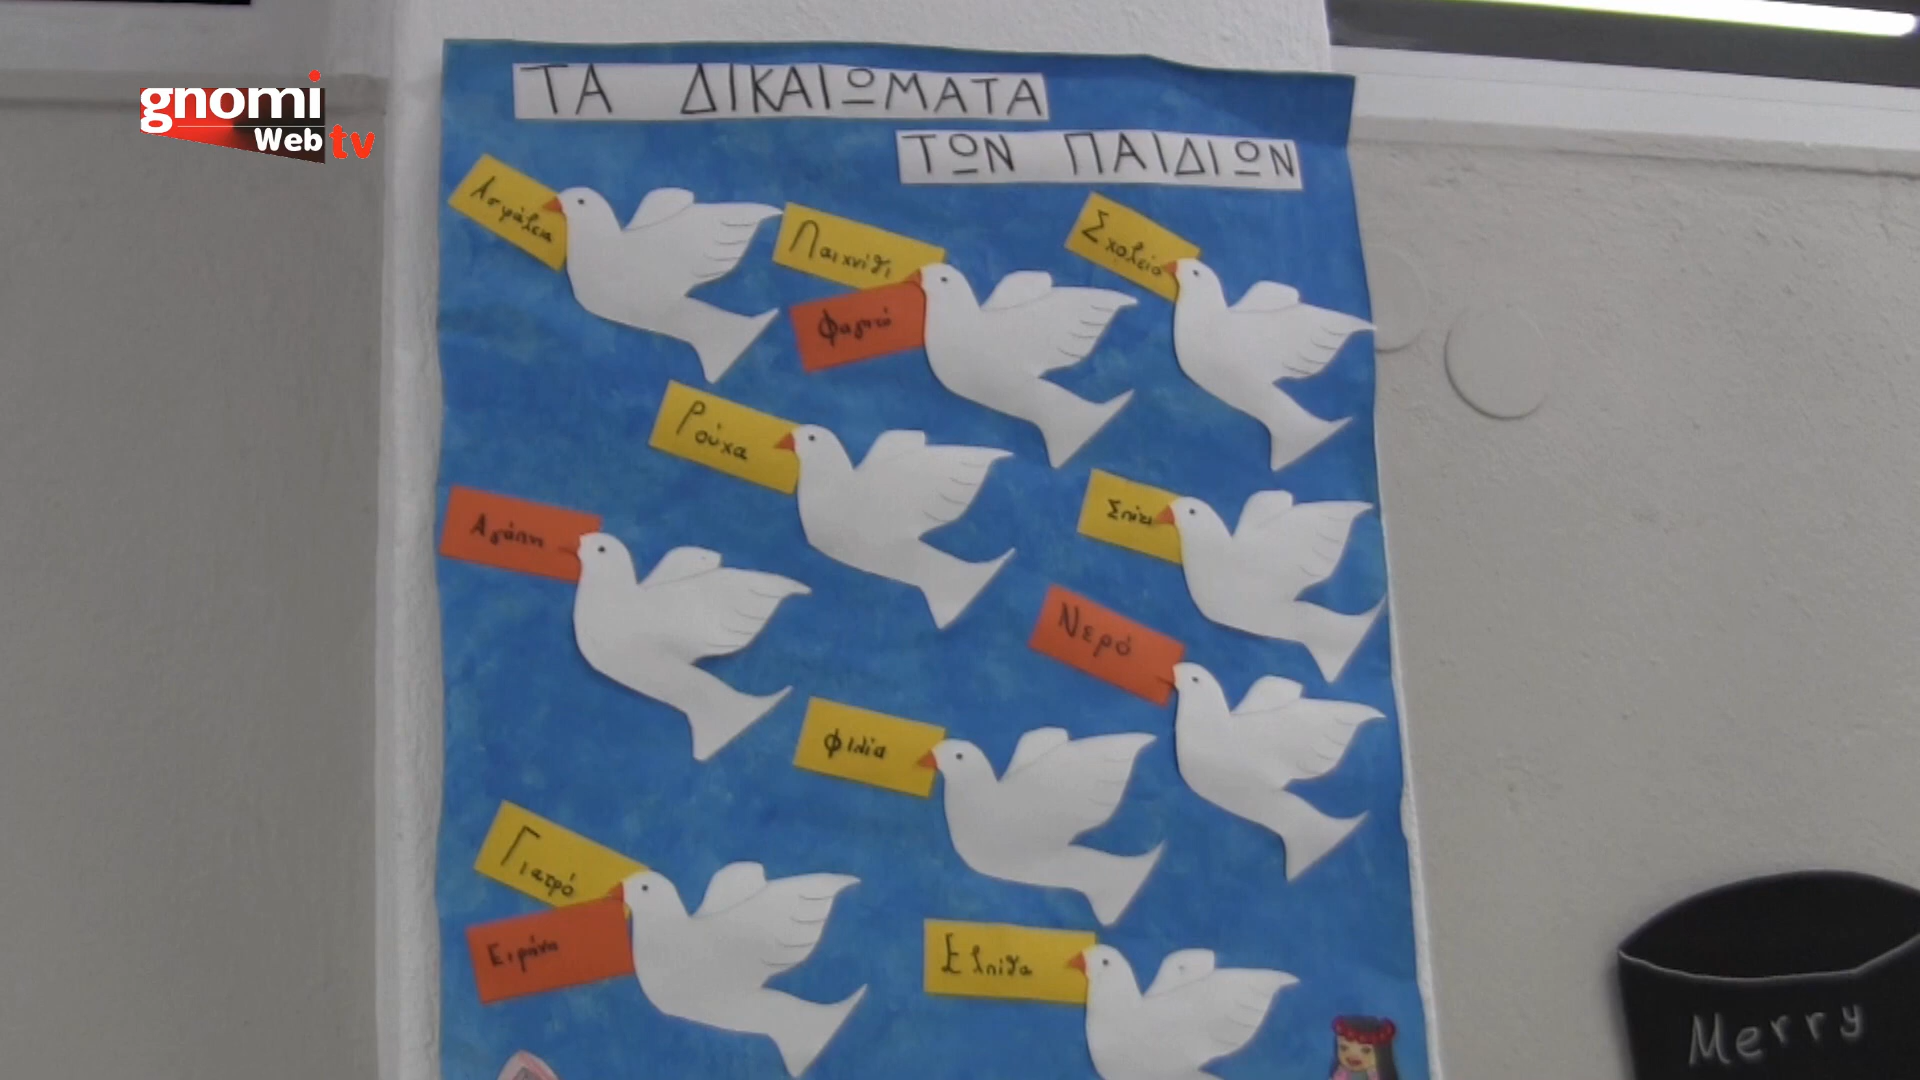 gnomi
Web tv
ΤΑ ΔΙΚΑΙΩΜΑΤΑ
ΤΩΝ ΠΑΙΔΙΩΝ
Ασφάλεια
Παιχνίδι
Σχολείο
Φαγητό
Ρούχα
Σπίτι
Αγάπη
Νερό
Φιλία
Γιατρό
Ειρήνη
Ελπίδα
Merry